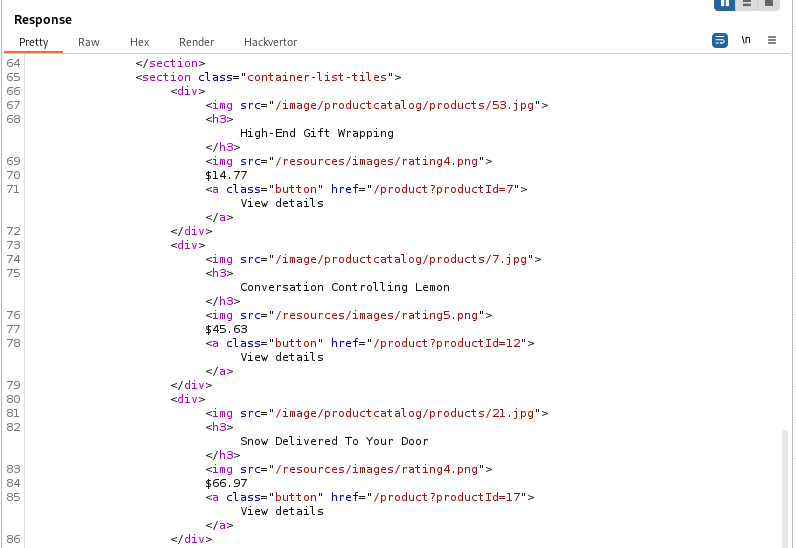 Response
Pretty Raw Hex Render Hackvertor \n
64 </section>
65 <section class="container-list-tiles">
66 <div>
67 <img src="/image/productcatalog/products/53.jpg">
68 <h3>
High-End Gift Wrapping
</h3>
69 <img src="/resources/images/rating4.png">
70 $14.77
71 <a class="button" href="/product?productId=7">
View details
</a>
72 </div>
73 <div>
74 <img src="/image/productcatalog/products/7.jpg">
75 <h3>
Conversation Controlling Lemon
</h3>
76 <img src="/resources/images/rating5.png">
77 $45.63
78 <a class="button" href="/product?productId=12">
View details
</a>
79 </div>
80 <div>
81 <img src="/image/productcatalog/products/21.jpg">
82 <h3>
Snow Delivered To Your Door
</h3>
83 <img src="/resources/images/rating4.png">
84 $66.97
85 <a class="button" href="/product?productId=17">
View details
</a>
86 </div>